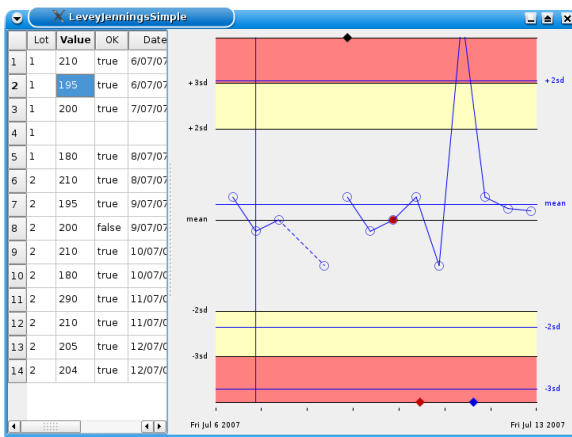 LeveyJenningsSimple
Lot Value OK Date
1 1 210 true 6/07/07
2 1 195 true 6/07/07
3 1 200 true 7/07/07
4 1
5 1 180 true 8/07/07
6 2 210 true 8/07/07
7 2 195 true 9/07/07
8 2 200 false 9/07/07
9 2 210 true 10/07/0
10 2 180 true 10/07/0
11 2 290 true 11/07/0
12 2 210 true 11/07/0
13 2 205 true 12/07/0
14 2 204 true 12/07/0
+3sd
+2sd
mean
-2sd
-3sd
+2sd
mean
-2sd
-3sd
Fri Jul 6 2007
Fri Jul 13 2007